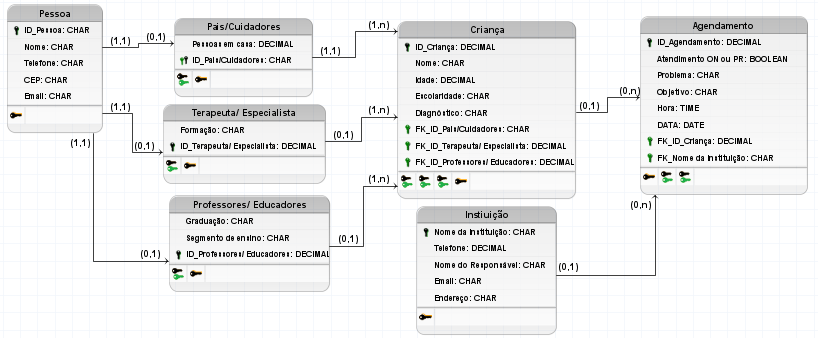 Pessoa
ID_Pessoa: CHAR
Nome: CHAR
Telefone: CHAR
CEP: CHAR
Email: CHAR
(1,1)
(0,1)
(1,1)
(0,1)
(1,1)
(0,1)
Pais/Cuidadores
Pessoas em casa: DECIMAL
ID_Pais/Cuidadores: CHAR
(1,1)
(1,n)
Terapeuta/ Especialista
Formação: CHAR
ID_Terapeuta/ Especialista: DECIMAL
(0,1)
(1,n)
Professores/ Educadores
Graduação: CHAR
Segmento de ensino: CHAR
ID_Professores/ Educadores: DECIMAL
(0,1)
(1,n)
Criança
ID_Criança: DECIMAL
Nome: CHAR
Idade: DECIMAL
Escolaridade: CHAR
Diagnóstico: CHAR
FK_ID_Pais/Cuidadores: CHAR
FK_ID_Terapeuta/ Especialista: DECIMAL
FK_ID_Professores/ Educadores: DECIMAL
(0,1)
(0,n)
Instiuição
Nome da Instituição: CHAR
Telefone: DECIMAL
Nome do Responsável: CHAR
Email: CHAR
Endereço: CHAR
(0,1)
(0,n)
Agendamento
ID_Agendamento: DECIMAL
Atendimento ON ou PR: BOOLEAN
Problema: CHAR
Objetivo: CHAR
Hora: TIME
DATA: DATE
FK_ID_Criança: DECIMAL
FK_Nome da Instituição: CHAR